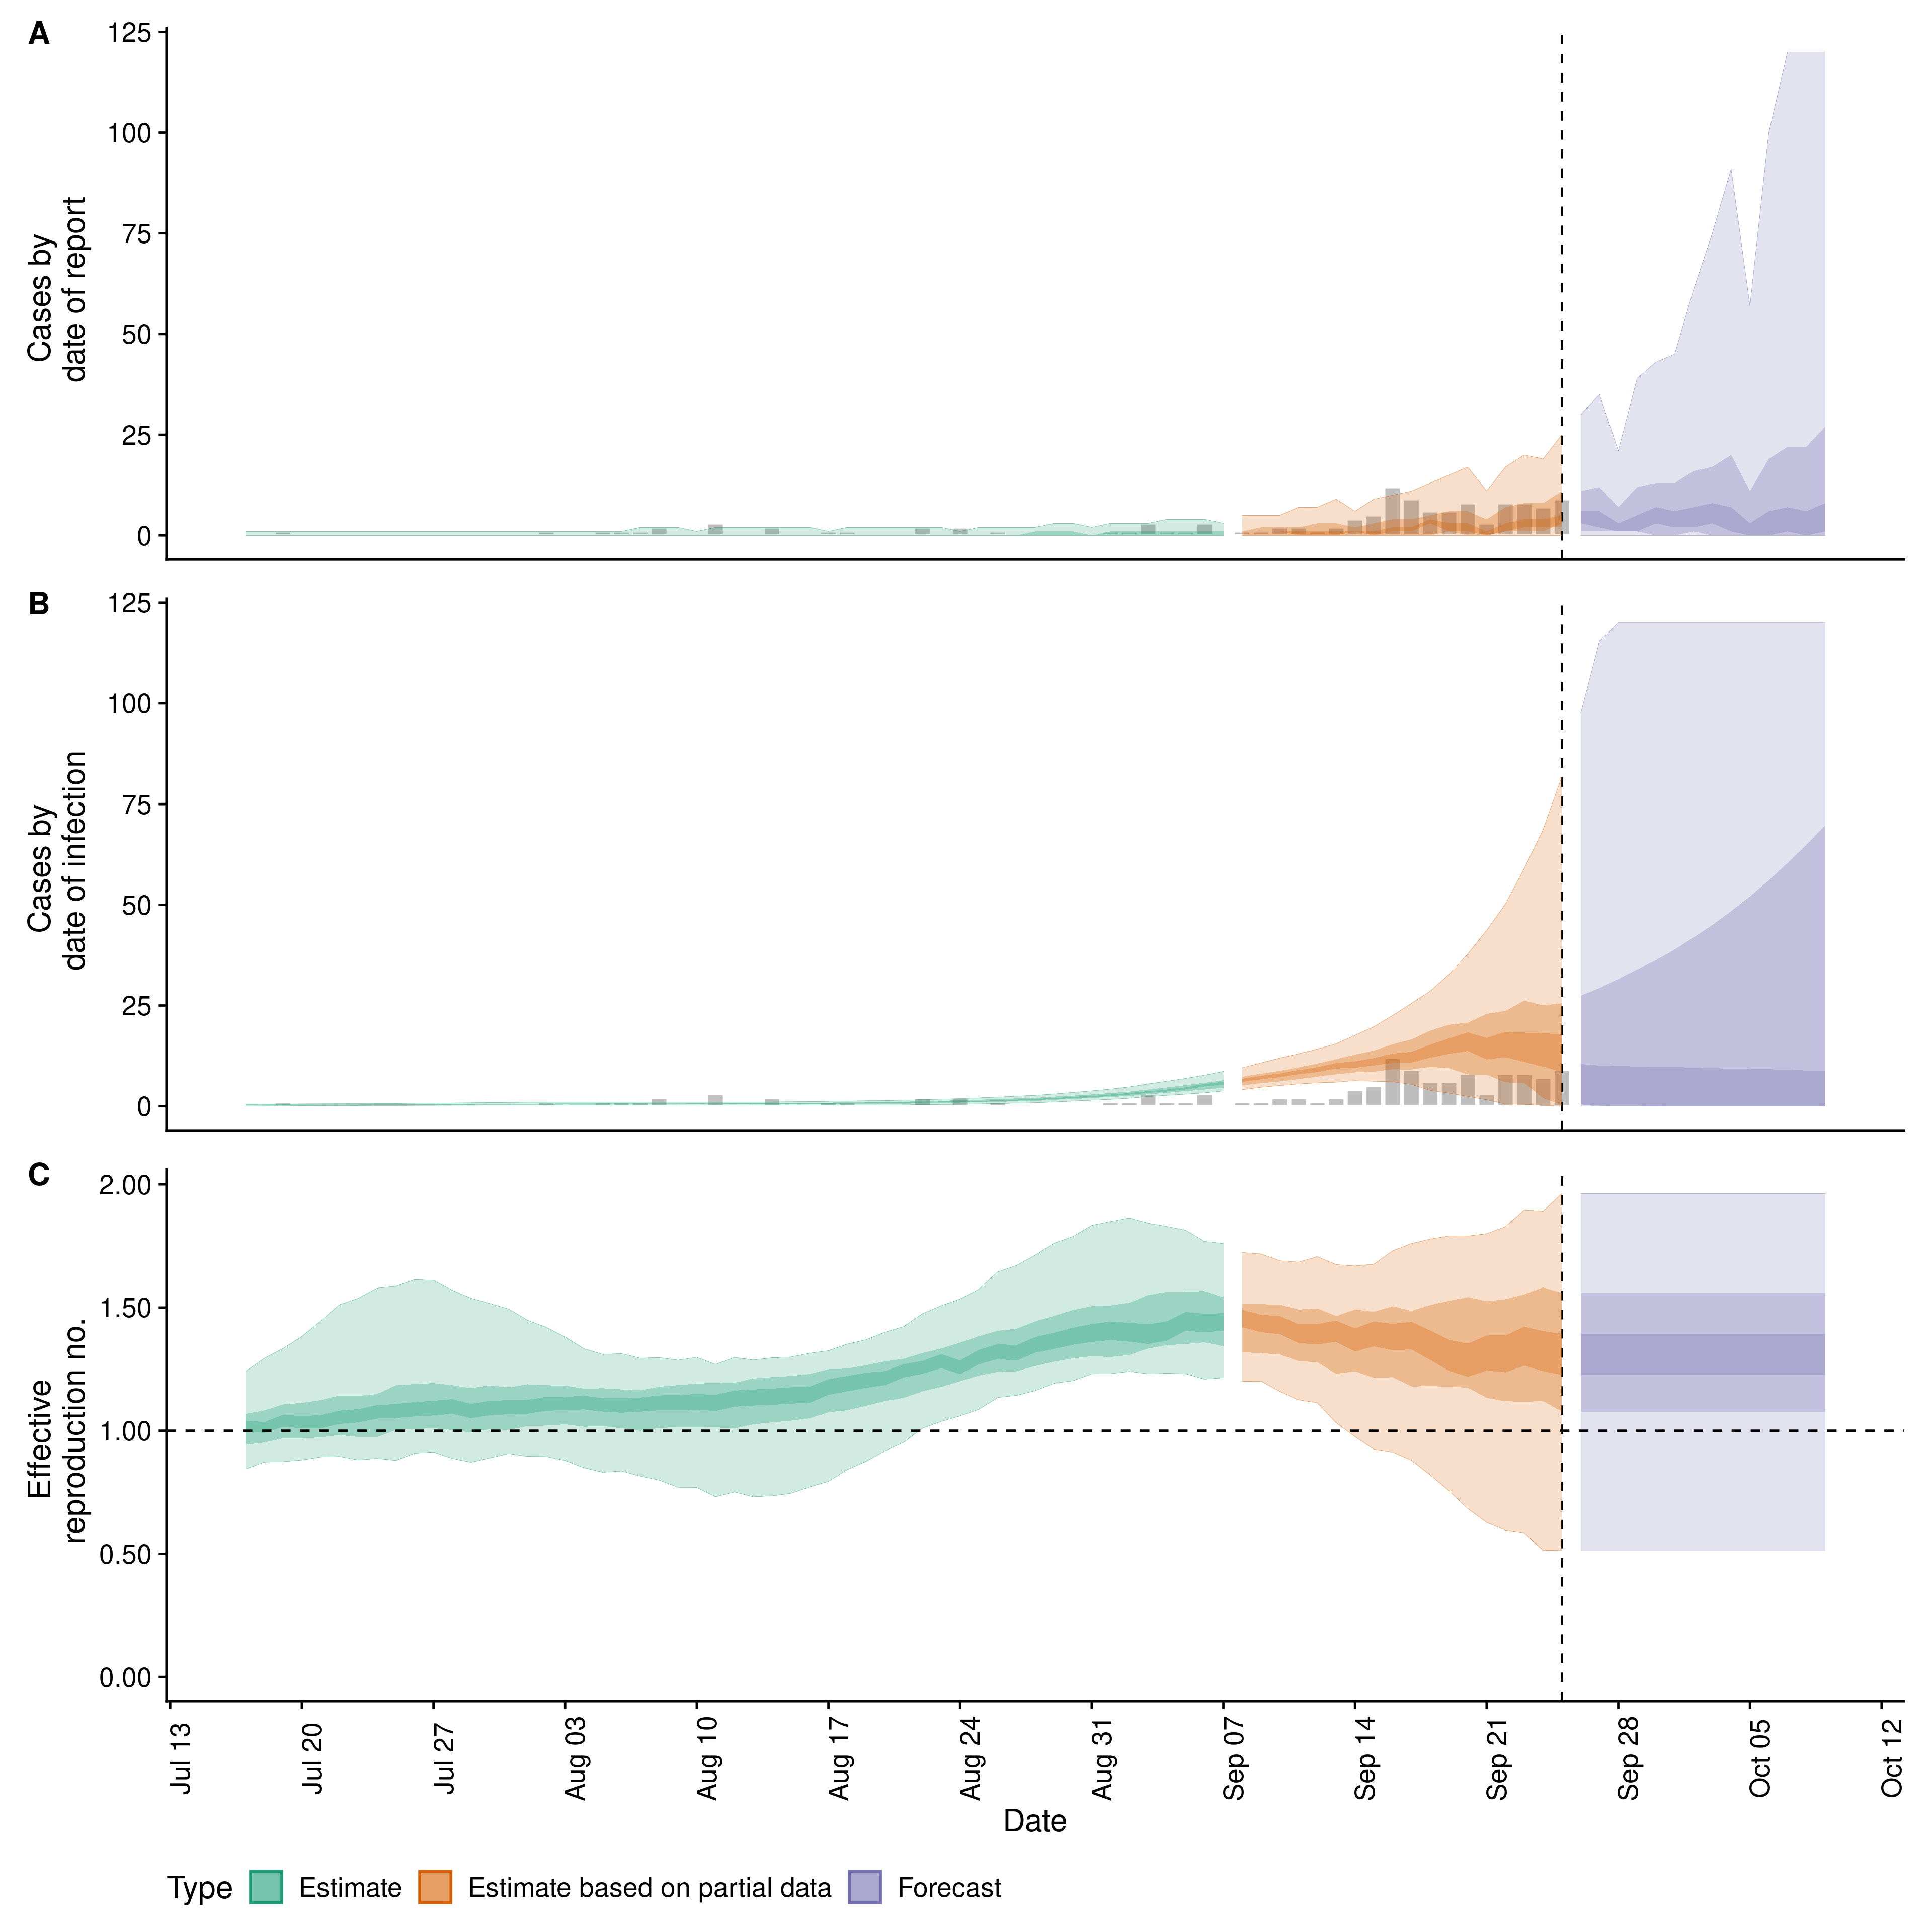 A
125
100
75
50
25
0
Cases by
date of report
B
125
100
75
50
25
0
Cases by
date of infection
C
2.00
1.50
1.00
0.50
0.00
Effective
reproduction no.
Jul 13
Jul 20
Jul 27
Aug 03
Aug 10
Aug 17
Aug 24
Aug 31
Sep 07
Sep 14
Sep 21
Sep 28
Oct 05
Oct 12
Date
Type Estimate Estimate based on partial data Forecast